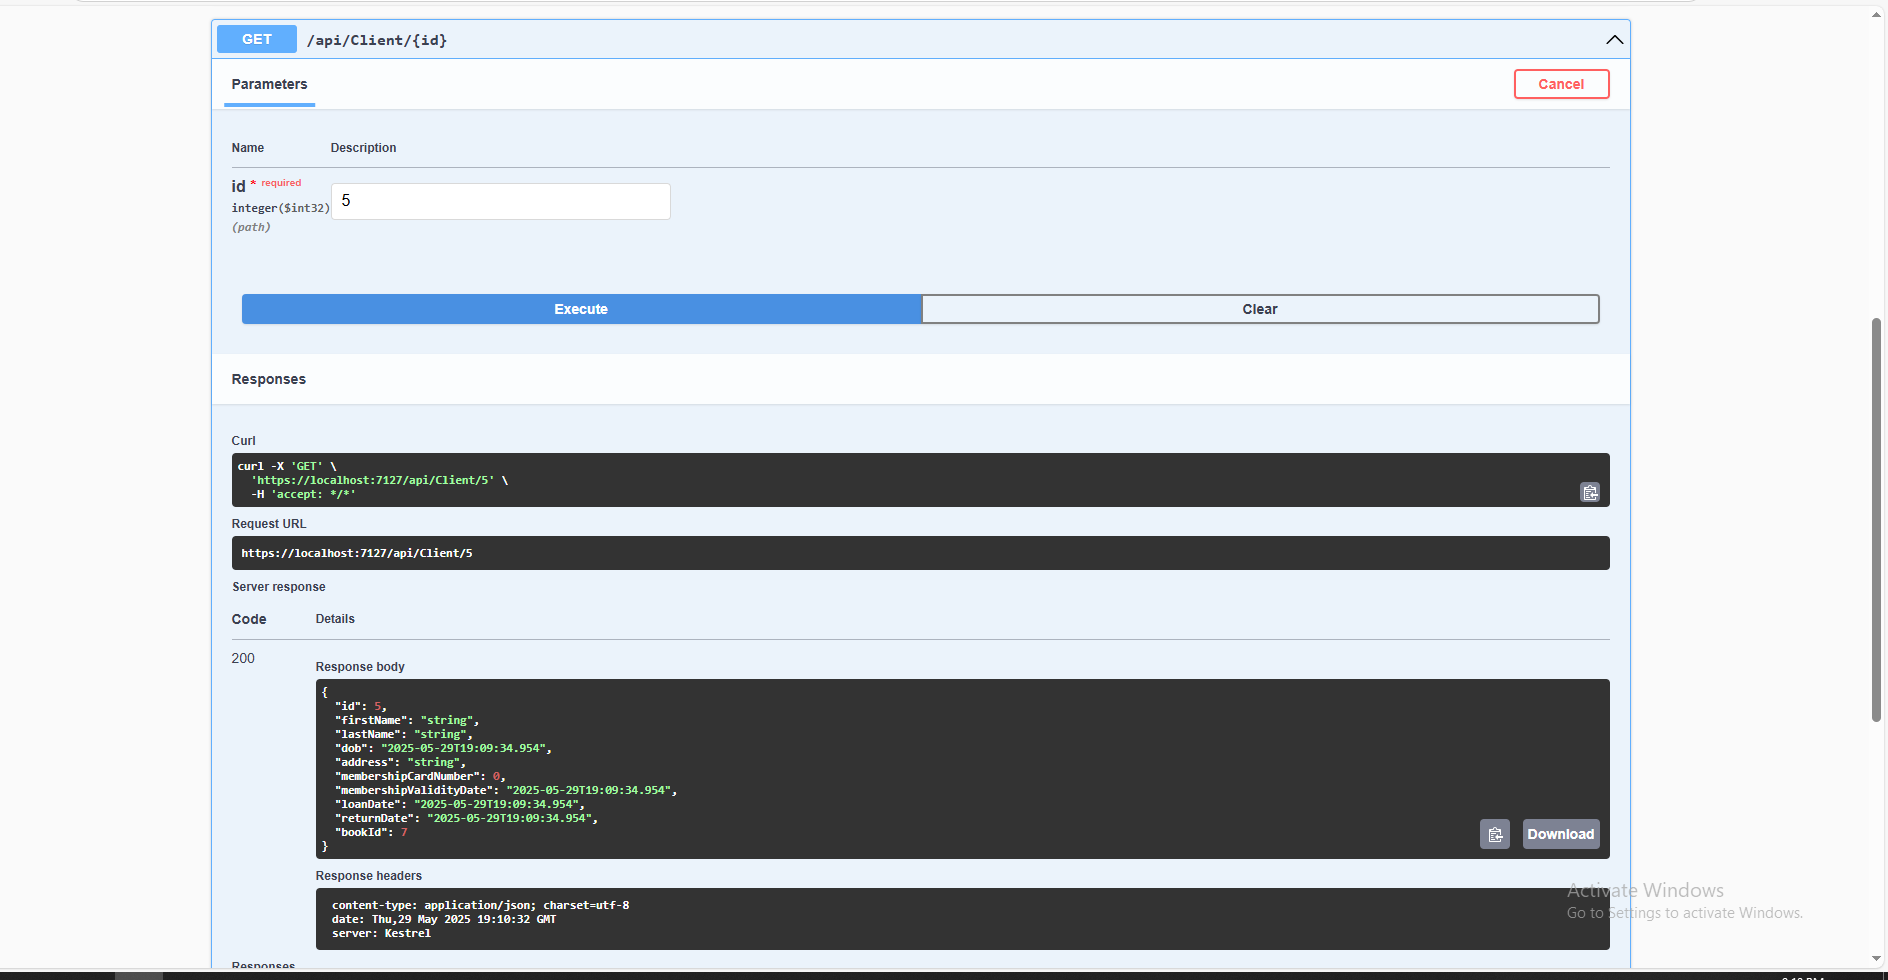 GET /api/Client/{id}
Parameters
Cancel
Name Description
id * required
integer($int32)
(path)
5
Execute
Clear
Responses
Curl
curl -X 'GET' \
'https://localhost:7127/api/Client/5' \
-H 'accept: */*'
Request URL
https://localhost:7127/api/Client/5
Server response
Code Details
200
Response body
{
"id": 5,
"firstName": "string",
"lastName": "string",
"dob": "2025-05-29T19:09:34.954",
"address": "string",
"membershipCardNumber": 0,
"membershipValidityDate": "2025-05-29T19:09:34.954",
"loanDate": "2025-05-29T19:09:34.954",
"returnDate": "2025-05-29T19:09:34.954",
"bookId": 7
}
Download
Response headers
content-type: application/json; charset=utf-8
date: Thu,29 May 2025 19:10:32 GMT
server: Kestrel
Activate Windows
Go to Settings to activate Windows.
Responses